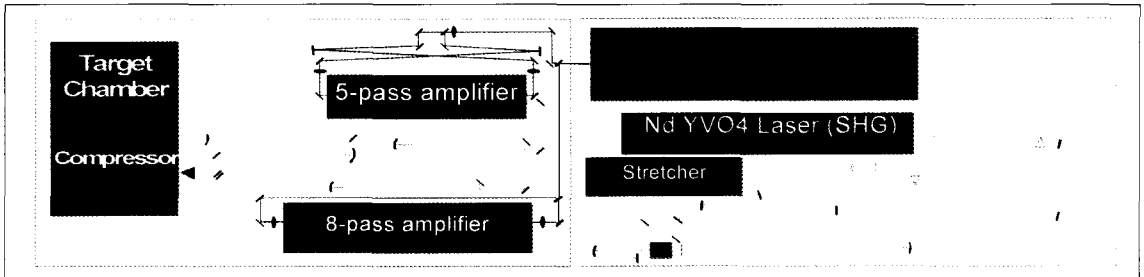 Target
Chamber
Compressor
5-pass amplifier
8-pass amplifier
Nd YVO4 Laser (SHG)
Stretcher